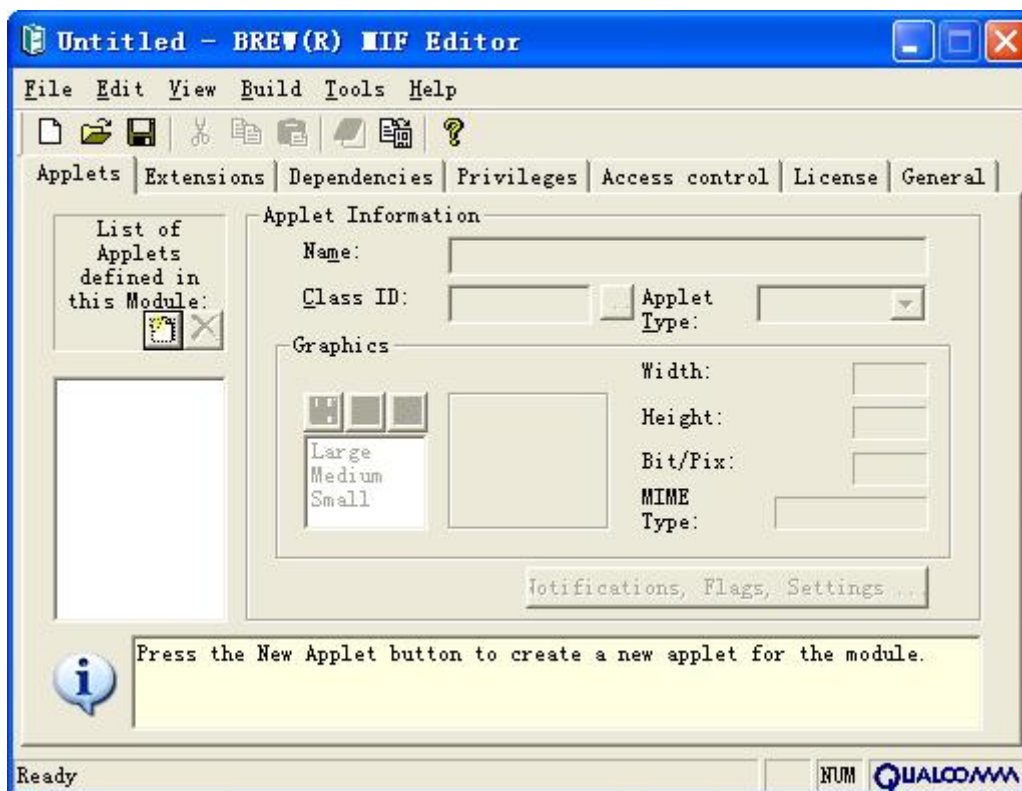 Untitled - BREW(R) MIF Editor
File Edit View Build Tools Help
Applets Extensions Dependencies Privileges Access control License General
List of
Applets
defined in
this Module:
Applet Information
Name:
Class ID:
...
Applet
Type:
Graphics
Large
Medium
Small
Width:
Height:
Bit/Pix:
MIME
Type:
Notifications, Flags, Settings ...
Press the New Applet button to create a new applet for the module.
Ready
NUM
QUALCOMM